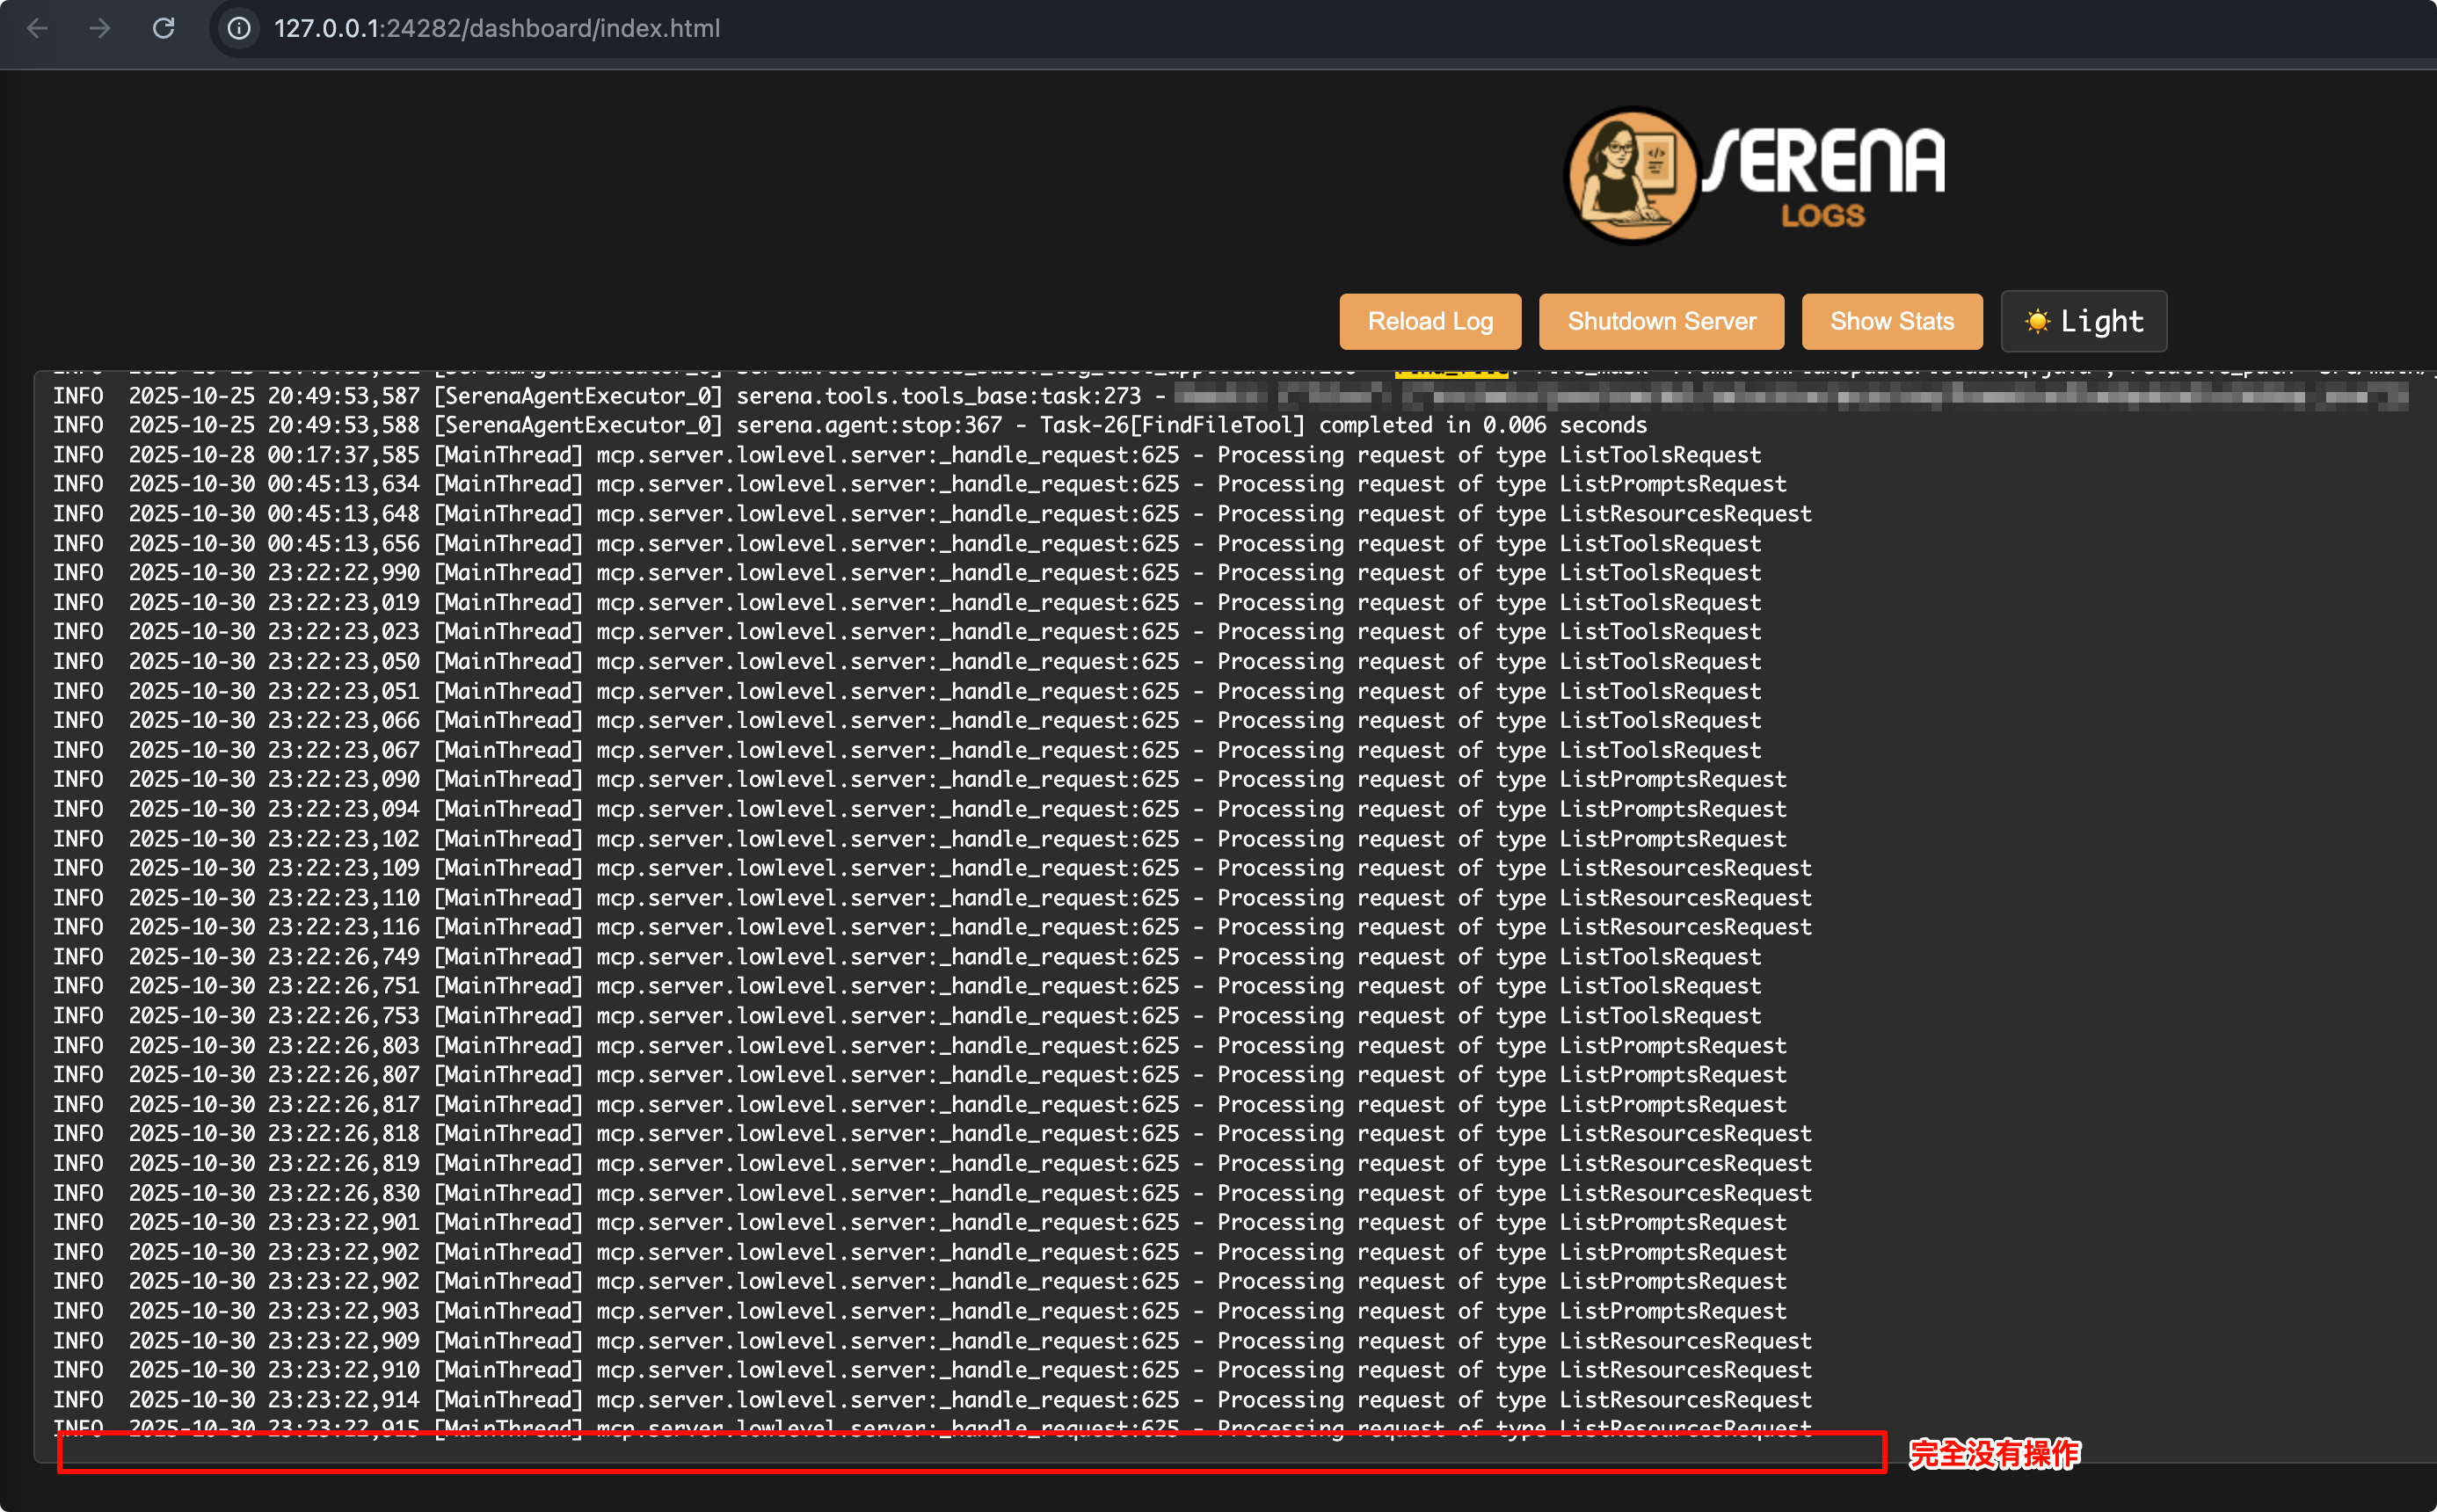 127.0.0.1:24282/dashboard/index.html
SERENA
LOGS
Reload Log
Shutdown Server
Show Stats
Light
INFO 2025-10-25 20:49:53,587 [SerenaAgentExecutor_0] serena.tools.tools_base:task:273 -
INFO 2025-10-25 20:49:53,588 [SerenaAgentExecutor_0] serena.agent:stop:367 - Task-26[FindFileTool] completed in 0.006 seconds
INFO 2025-10-28 00:17:37,585 [MainThread] mcp.server.lowlevel.server:_handle_request:625 - Processing request of type ListToolsRequest
INFO 2025-10-30 00:45:13,634 [MainThread] mcp.server.lowlevel.server:_handle_request:625 - Processing request of type ListPromptsRequest
INFO 2025-10-30 00:45:13,648 [MainThread] mcp.server.lowlevel.server:_handle_request:625 - Processing request of type ListResourcesRequest
INFO 2025-10-30 00:45:13,656 [MainThread] mcp.server.lowlevel.server:_handle_request:625 - Processing request of type ListToolsRequest
INFO 2025-10-30 23:22:22,990 [MainThread] mcp.server.lowlevel.server:_handle_request:625 - Processing request of type ListToolsRequest
INFO 2025-10-30 23:22:23,019 [MainThread] mcp.server.lowlevel.server:_handle_request:625 - Processing request of type ListToolsRequest
INFO 2025-10-30 23:22:23,023 [MainThread] mcp.server.lowlevel.server:_handle_request:625 - Processing request of type ListToolsRequest
INFO 2025-10-30 23:22:23,050 [MainThread] mcp.server.lowlevel.server:_handle_request:625 - Processing request of type ListToolsRequest
INFO 2025-10-30 23:22:23,051 [MainThread] mcp.server.lowlevel.server:_handle_request:625 - Processing request of type ListToolsRequest
INFO 2025-10-30 23:22:23,066 [MainThread] mcp.server.lowlevel.server:_handle_request:625 - Processing request of type ListToolsRequest
INFO 2025-10-30 23:22:23,067 [MainThread] mcp.server.lowlevel.server:_handle_request:625 - Processing request of type ListToolsRequest
INFO 2025-10-30 23:22:23,090 [MainThread] mcp.server.lowlevel.server:_handle_request:625 - Processing request of type ListPromptsRequest
INFO 2025-10-30 23:22:23,094 [MainThread] mcp.server.lowlevel.server:_handle_request:625 - Processing request of type ListPromptsRequest
INFO 2025-10-30 23:22:23,102 [MainThread] mcp.server.lowlevel.server:_handle_request:625 - Processing request of type ListPromptsRequest
INFO 2025-10-30 23:22:23,109 [MainThread] mcp.server.lowlevel.server:_handle_request:625 - Processing request of type ListResourcesRequest
INFO 2025-10-30 23:22:23,110 [MainThread] mcp.server.lowlevel.server:_handle_request:625 - Processing request of type ListResourcesRequest
INFO 2025-10-30 23:22:23,116 [MainThread] mcp.server.lowlevel.server:_handle_request:625 - Processing request of type ListResourcesRequest
INFO 2025-10-30 23:22:26,749 [MainThread] mcp.server.lowlevel.server:_handle_request:625 - Processing request of type ListToolsRequest
INFO 2025-10-30 23:22:26,751 [MainThread] mcp.server.lowlevel.server:_handle_request:625 - Processing request of type ListToolsRequest
INFO 2025-10-30 23:22:26,753 [MainThread] mcp.server.lowlevel.server:_handle_request:625 - Processing request of type ListToolsRequest
INFO 2025-10-30 23:22:26,803 [MainThread] mcp.server.lowlevel.server:_handle_request:625 - Processing request of type ListPromptsRequest
INFO 2025-10-30 23:22:26,807 [MainThread] mcp.server.lowlevel.server:_handle_request:625 - Processing request of type ListPromptsRequest
INFO 2025-10-30 23:22:26,817 [MainThread] mcp.server.lowlevel.server:_handle_request:625 - Processing request of type ListPromptsRequest
INFO 2025-10-30 23:22:26,818 [MainThread] mcp.server.lowlevel.server:_handle_request:625 - Processing request of type ListResourcesRequest
INFO 2025-10-30 23:22:26,819 [MainThread] mcp.server.lowlevel.server:_handle_request:625 - Processing request of type ListResourcesRequest
INFO 2025-10-30 23:22:26,830 [MainThread] mcp.server.lowlevel.server:_handle_request:625 - Processing request of type ListResourcesRequest
INFO 2025-10-30 23:23:22,901 [MainThread] mcp.server.lowlevel.server:_handle_request:625 - Processing request of type ListPromptsRequest
INFO 2025-10-30 23:23:22,902 [MainThread] mcp.server.lowlevel.server:_handle_request:625 - Processing request of type ListPromptsRequest
INFO 2025-10-30 23:23:22,902 [MainThread] mcp.server.lowlevel.server:_handle_request:625 - Processing request of type ListPromptsRequest
INFO 2025-10-30 23:23:22,903 [MainThread] mcp.server.lowlevel.server:_handle_request:625 - Processing request of type ListPromptsRequest
INFO 2025-10-30 23:23:22,909 [MainThread] mcp.server.lowlevel.server:_handle_request:625 - Processing request of type ListResourcesRequest
INFO 2025-10-30 23:23:22,910 [MainThread] mcp.server.lowlevel.server:_handle_request:625 - Processing request of type ListResourcesRequest
INFO 2025-10-30 23:23:22,914 [MainThread] mcp.server.lowlevel.server:_handle_request:625 - Processing request of type ListResourcesRequest
INFO 2025-10-30 23:23:22,915 [MainThread] mcp.server.lowlevel.server:_handle_request:625 - Processing request of type ListResourcesRequest
完全没有操作